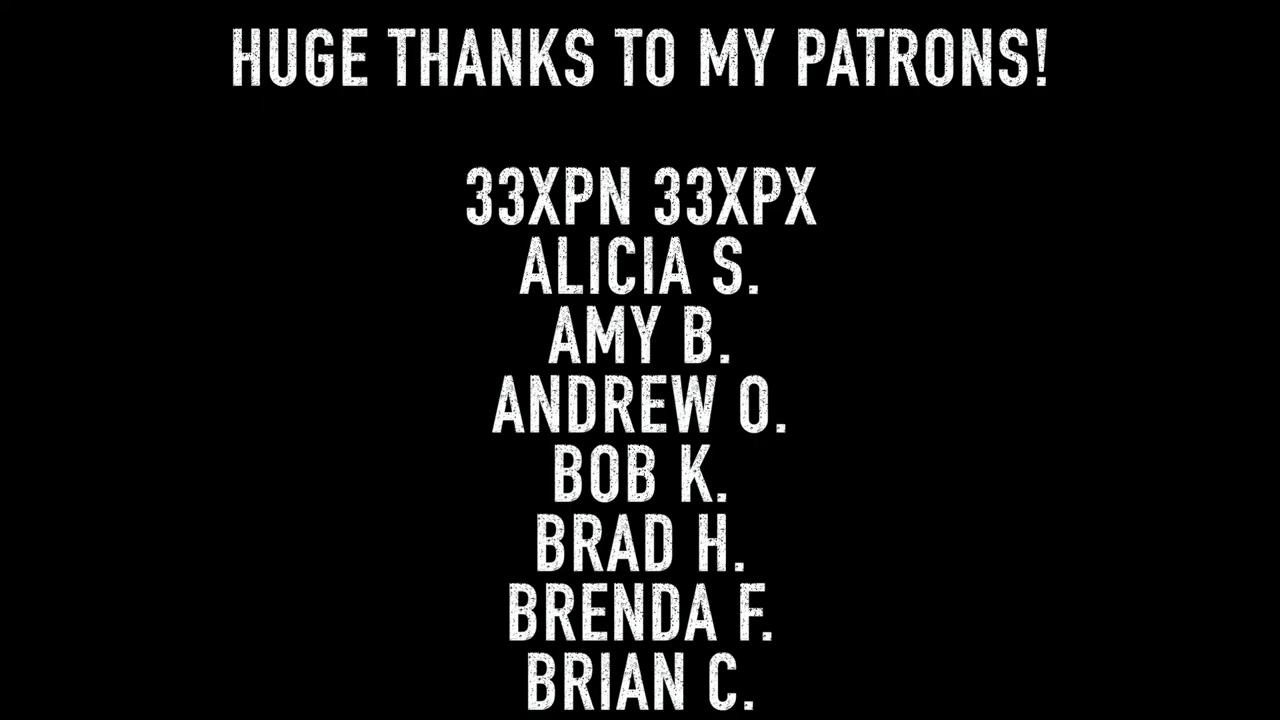 HUGE THANKS TO MY PATRONS!
33XPN 33XPX
ALICIA S.
AMY B.
ANDREW O.
BOB K.
BRAD H.
BRENDA F.
BRIAN C.